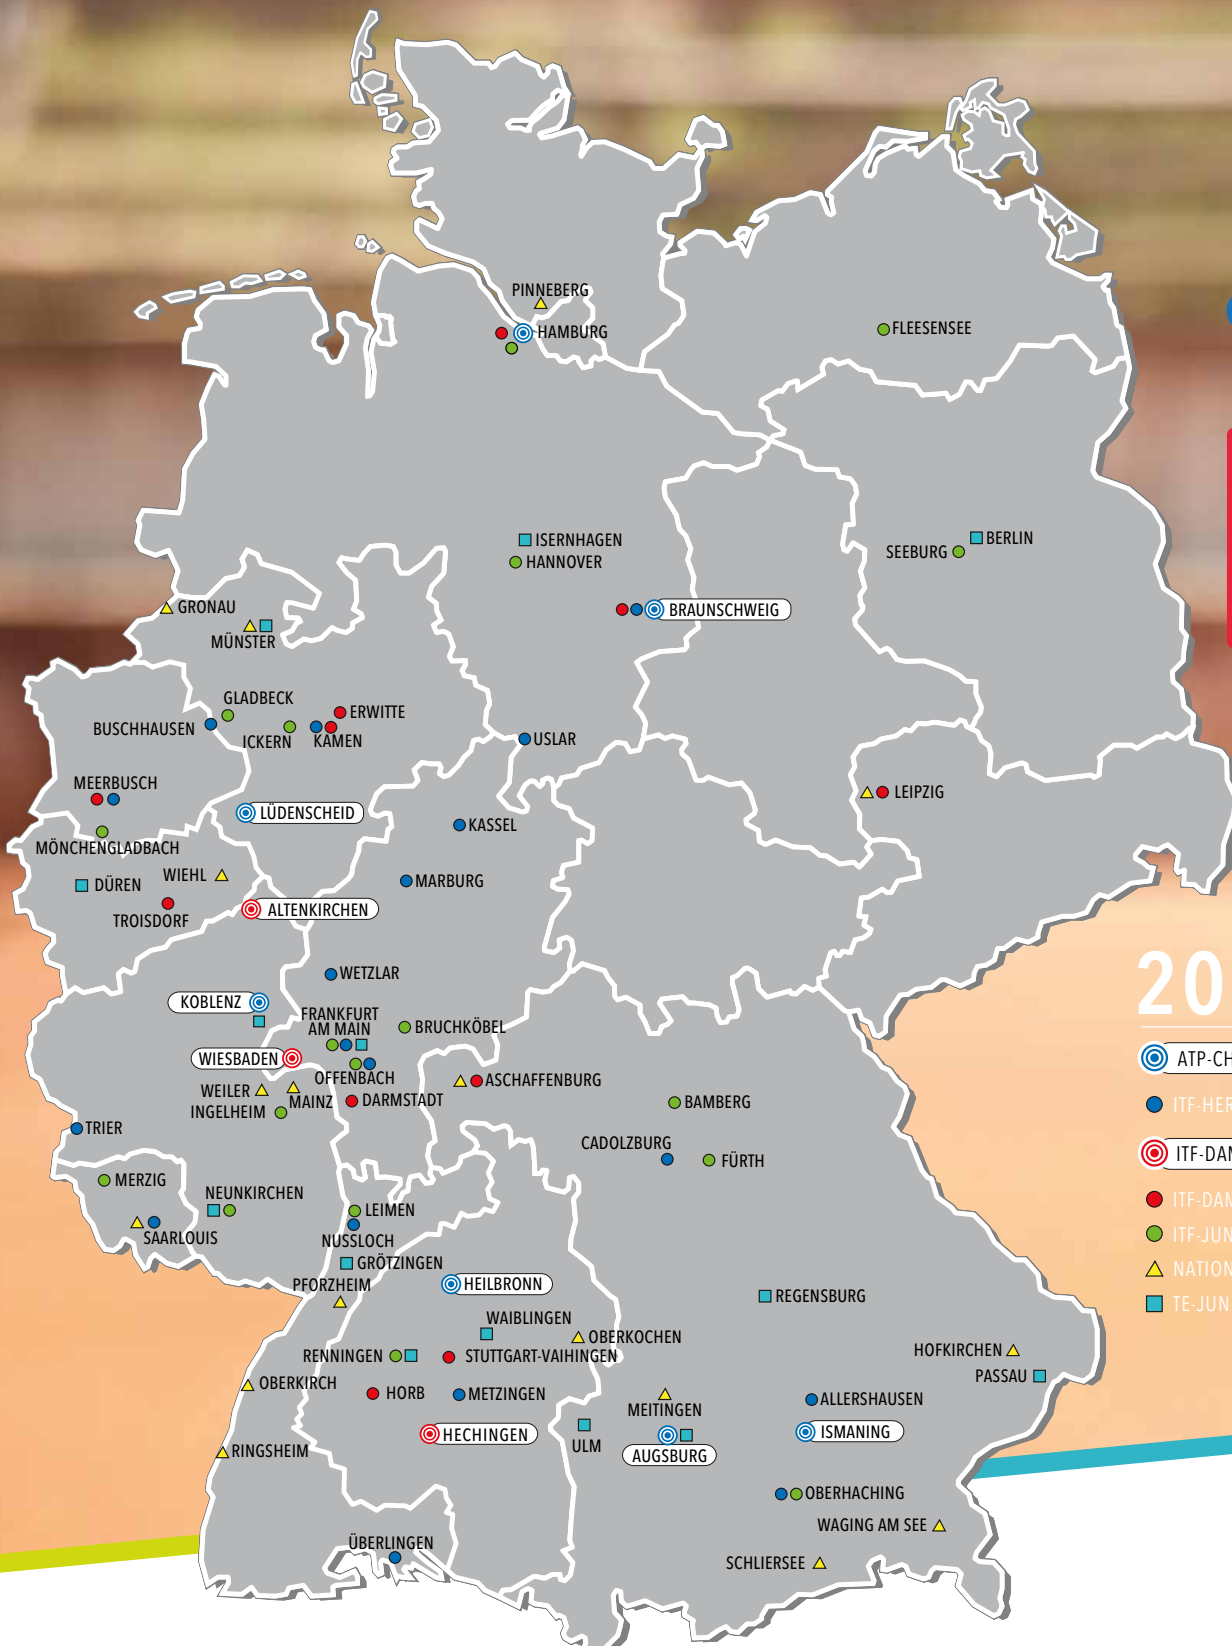 PINNEBERG
HAMBURG
FLEESENSEE
ISERNHAGEN
HANNOVER
BERLIN
SEEBURG
BRAUNSCHWEIG
GRONAU
MÜNSTER
GLADBECK
BUSCHHAUSEN
ICKERN
ERWITTE
KAMEN
USLAR
MEERBUSCH
LEIPZIG
LÜDENSCHEID
KASSEL
MÖNCHENGLADBACH
WIEHL
DÜREN
MARBURG
TROISDORF
ALTENKIRCHEN
WETZLAR
KOBLENZ
FRANKFURT
AM MAIN
BRUCHKÖBEL
WIESBADEN
OFFENBACH
ASCHAFFENBURG
WEILER
MAINZ
DARMSTADT
INGELHEIM
BAMBERG
TRIER
CADOLZBURG
FÜRTH
MERZIG
NEUNKIRCHEN
LEIMEN
SAARLOUIS
NUSSLOCH
GRÖTZINGEN
PFORZHEIM
HEILBRONN
REGENSBURG
WAIBLINGEN
OBERKOCHEN
RENNINGEN
STUTTGART-VAIHINGEN
HOFKIRCHEN
PASSAU
OBERKIRCH
HORB
METZINGEN
MEITINGEN
ALLERSHAUSEN
HECHINGEN
ULM
AUGSBURG
ISMANING
RINGSHEIM
OBERHACHING
WAGING AM SEE
ÜBERLINGEN
SCHLIERSEE
20
ATP-CH
ITF-HER
ITF-DAM
ITF-DAM
ITF-JUN
NATION
TE-JUN